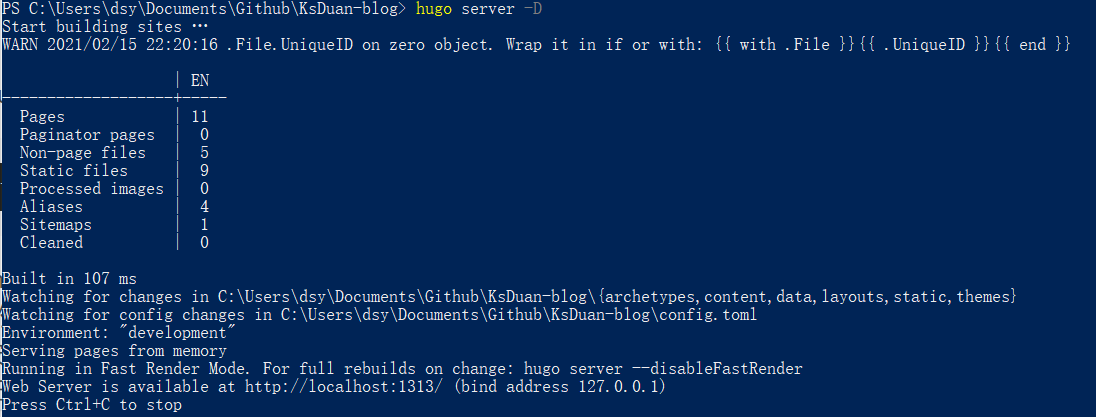 PS C:\Users\dsy\Documents\Github\KsDuan-blog> hugo server -D
Start building sites …
WARN 2021/02/15 22:20:16 .File.UniqueID on zero object. Wrap it in if or with: {{ with .File }}{{ .UniqueID }}{{ end }}
                   | EN
-------------------+-----
  Pages            | 11
  Paginator pages  |  0
  Non-page files   |  5
  Static files     |  9
  Processed images |  0
  Aliases          |  4
  Sitemaps         |  1
  Cleaned          |  0
Built in 107 ms
Watching for changes in C:\Users\dsy\Documents\Github\KsDuan-blog\{archetypes,content,data,layouts,static,themes}
Watching for config changes in C:\Users\dsy\Documents\Github\KsDuan-blog\config.toml
Environment: "development"
Serving pages from memory
Running in Fast Render Mode. For full rebuilds on change: hugo server --disableFastRender
Web Server is available at http://localhost:1313/ (bind address 127.0.0.1)
Press Ctrl+C to stop